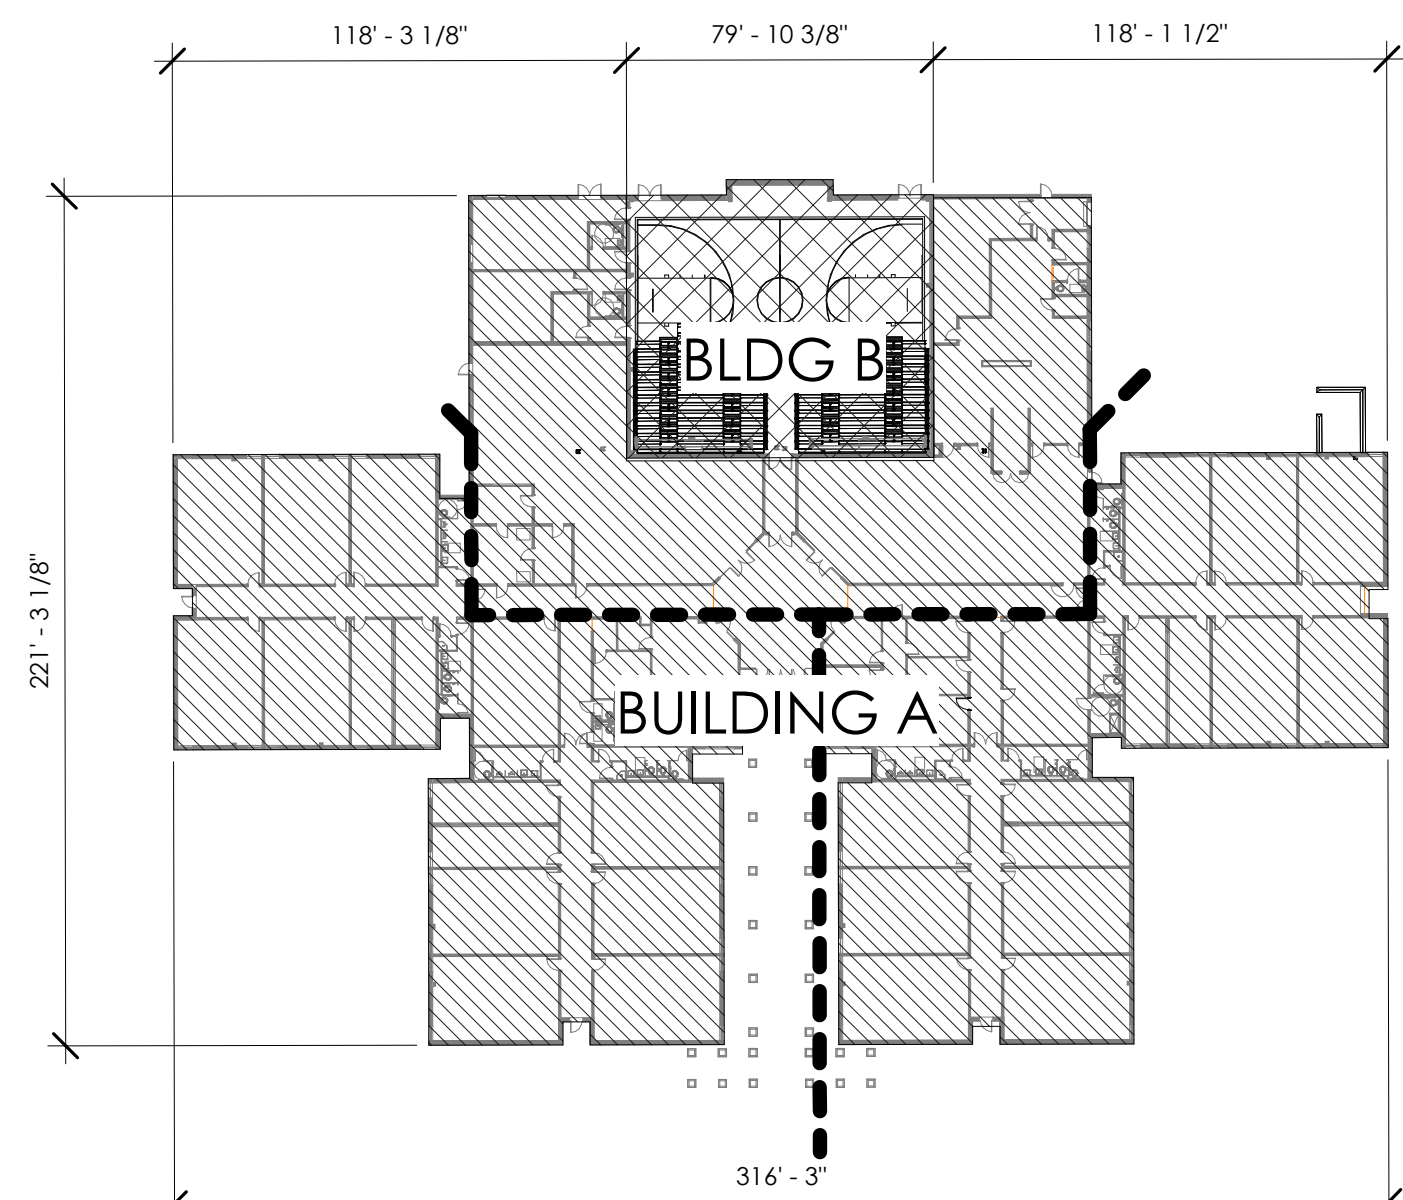 118' - 3 1/8"
79' - 10 3/8"
118' - 1 1/2"
BLDG B
221' - 3 1/8"
BUILDING A
316' - 3"